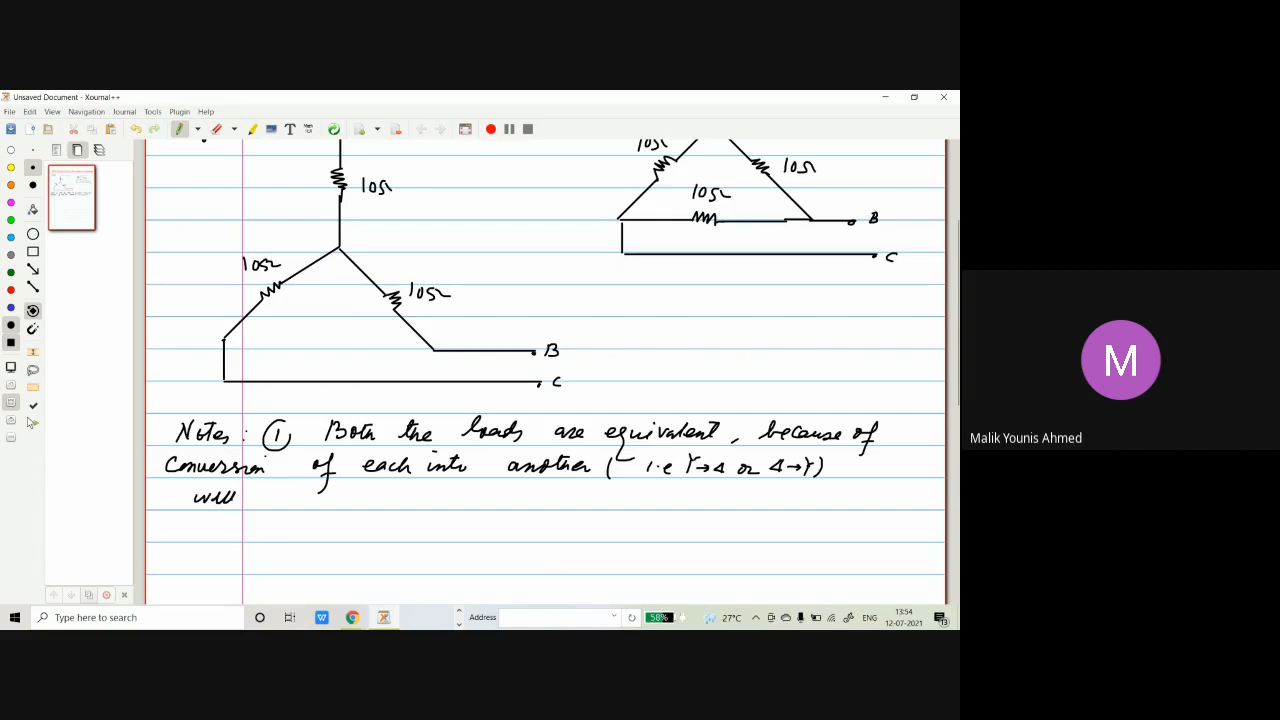 Unsaved Document - Xournal++
File Edit View Navigation Journal Tools Plugin Help
10Ω
10Ω
10Ω
10Ω
B
C
10Ω
10Ω
B
C
Notes: ① Both the loads are equivalent, because of
Conversion of each into another ( i.e Y→Δ or Δ→Y)
will
M
Malik Younis Ahmed
Type here to search
Address
58%
27°C
ENG
13:54
12-07-2021